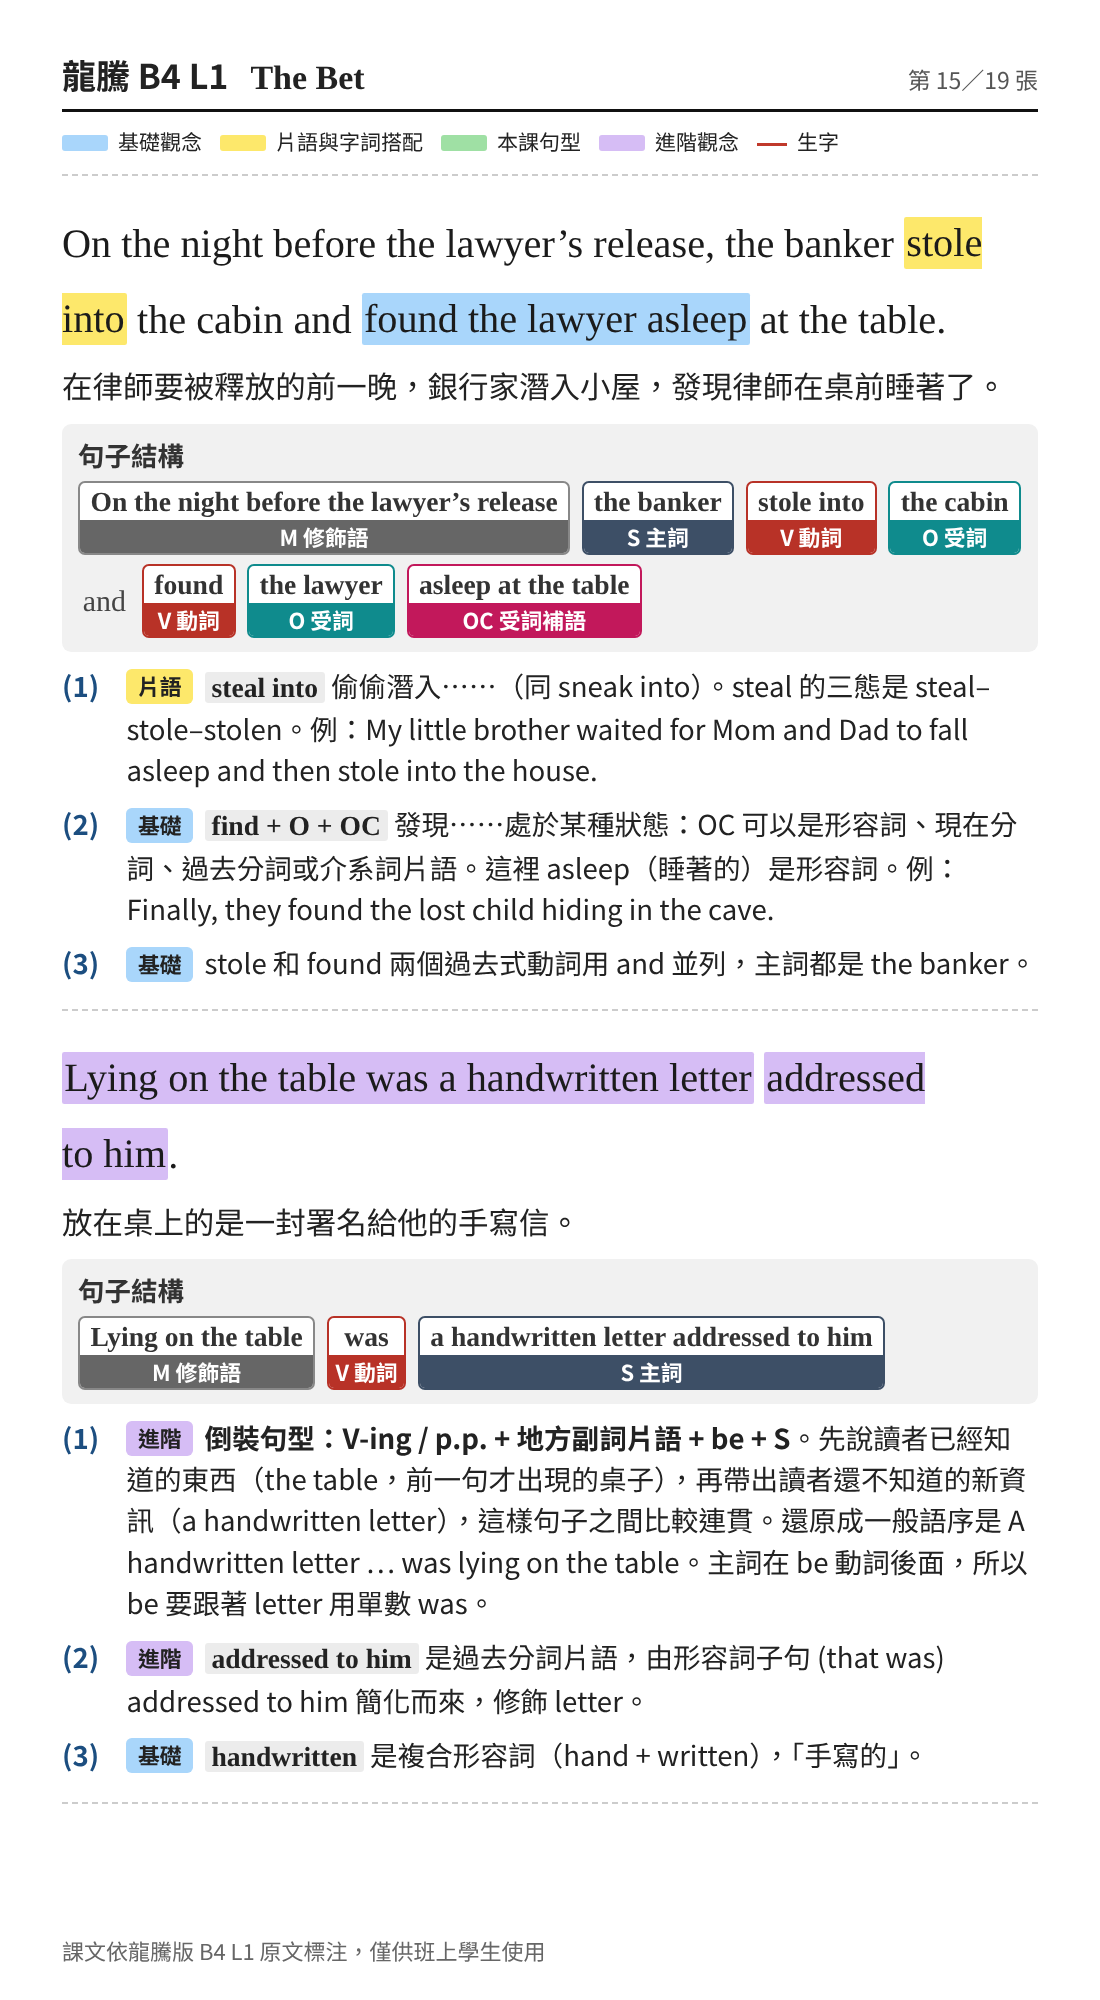 龍騰 B4 L1 The Bet
第 15／19 張
基礎觀念 片語與字詞搭配 本課句型 進階觀念 生字
On the night before the lawyer’s release, the banker stole
into the cabin and found the lawyer asleep at the table.
在律師要被釋放的前一晚，銀行家潛入小屋，發現律師在桌前睡著了。
句子結構
On the night before the lawyer’s release the banker stole into the cabin
M 修飾語 S 主詞 V 動詞 O 受詞
and found the lawyer asleep at the table
V 動詞 O 受詞 OC 受詞補語
(1) 片語 steal into 偷偷潛入⋯⋯（同 sneak into）。steal 的三態是 steal–
stole–stolen。例：My little brother waited for Mom and Dad to fall
asleep and then stole into the house.
(2) 基礎 find + O + OC 發現⋯⋯處於某種狀態：OC 可以是形容詞、現在分
詞、過去分詞或介系詞片語。這裡 asleep（睡著的）是形容詞。例：
Finally, they found the lost child hiding in the cave.
(3) 基礎 stole 和 found 兩個過去式動詞用 and 並列，主詞都是 the banker。
Lying on the table was a handwritten letter addressed
to him.
放在桌上的是一封署名給他的手寫信。
句子結構
Lying on the table was a handwritten letter addressed to him
M 修飾語 V 動詞 S 主詞
(1) 進階 倒裝句型：V-ing / p.p. + 地方副詞片語 + be + S。先說讀者已經知
道的東西（the table，前一句才出現的桌子），再帶出讀者還不知道的新資
訊（a handwritten letter），這樣句子之間比較連貫。還原成一般語序是 A
handwritten letter … was lying on the table。主詞在 be 動詞後面，所以
be 要跟著 letter 用單數 was。
(2) 進階 addressed to him 是過去分詞片語，由形容詞子句 (that was)
addressed to him 簡化而來，修飾 letter。
(3) 基礎 handwritten 是複合形容詞（hand + written），「手寫的」。
課文依龍騰版 B4 L1 原文標注，僅供班上學生使用